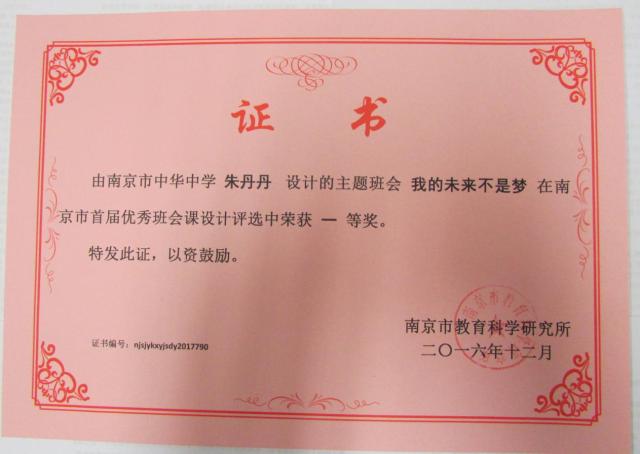 证 书
由南京市中华中学 朱丹丹 设计的主题班会 我的未来不是梦 在南
京市首届优秀班会课设计评选中荣获 一 等奖。
特发此证，以资鼓励。
南京市教育科学研究所
二〇一六年十二月
证书编号：njsjykxyjsdy2017790